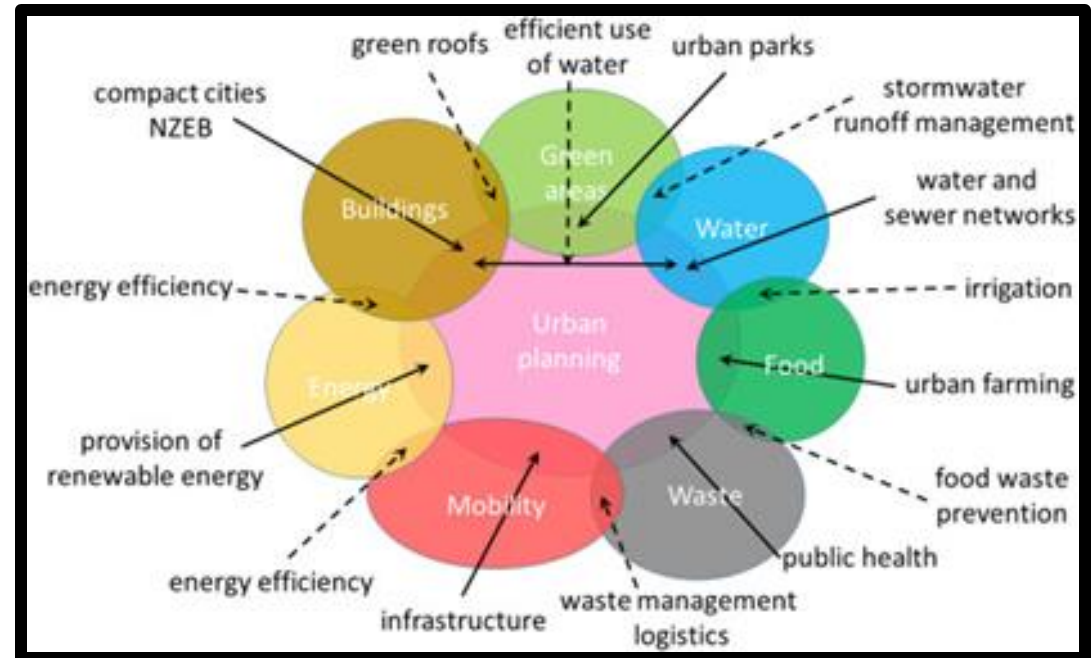 green roofs
efficient use
of water
urban parks
compact cities
NZEB
stormwater
runoff management
Green
areas
Buildings
Water
water and
sewer networks
energy efficiency
irrigation
Urban
planning
Energy
Food
urban farming
provision of
renewable energy
Mobility
Waste
food waste
prevention
public health
energy efficiency
infrastructure
waste management
logistics